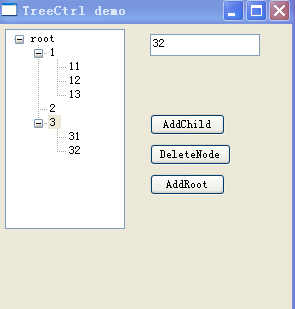 TreeCtrl demo
root
1
11
12
13
2
3
31
32
32
AddChild
DeleteNode
AddRoot